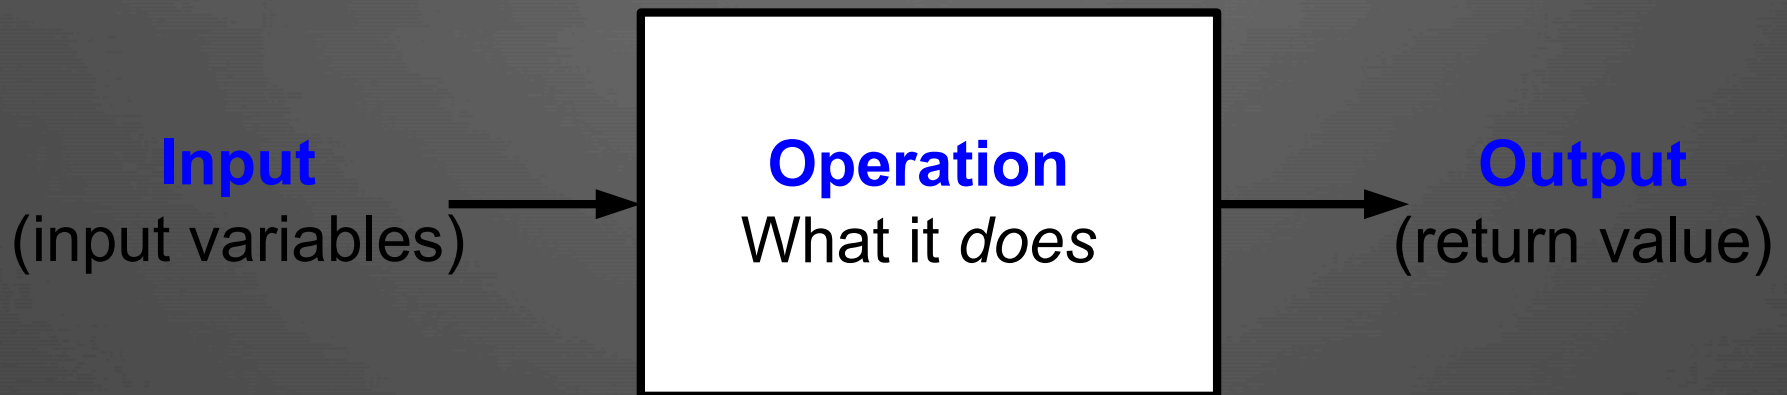 Input
(input variables)
Operation
What it does
Output
(return value)